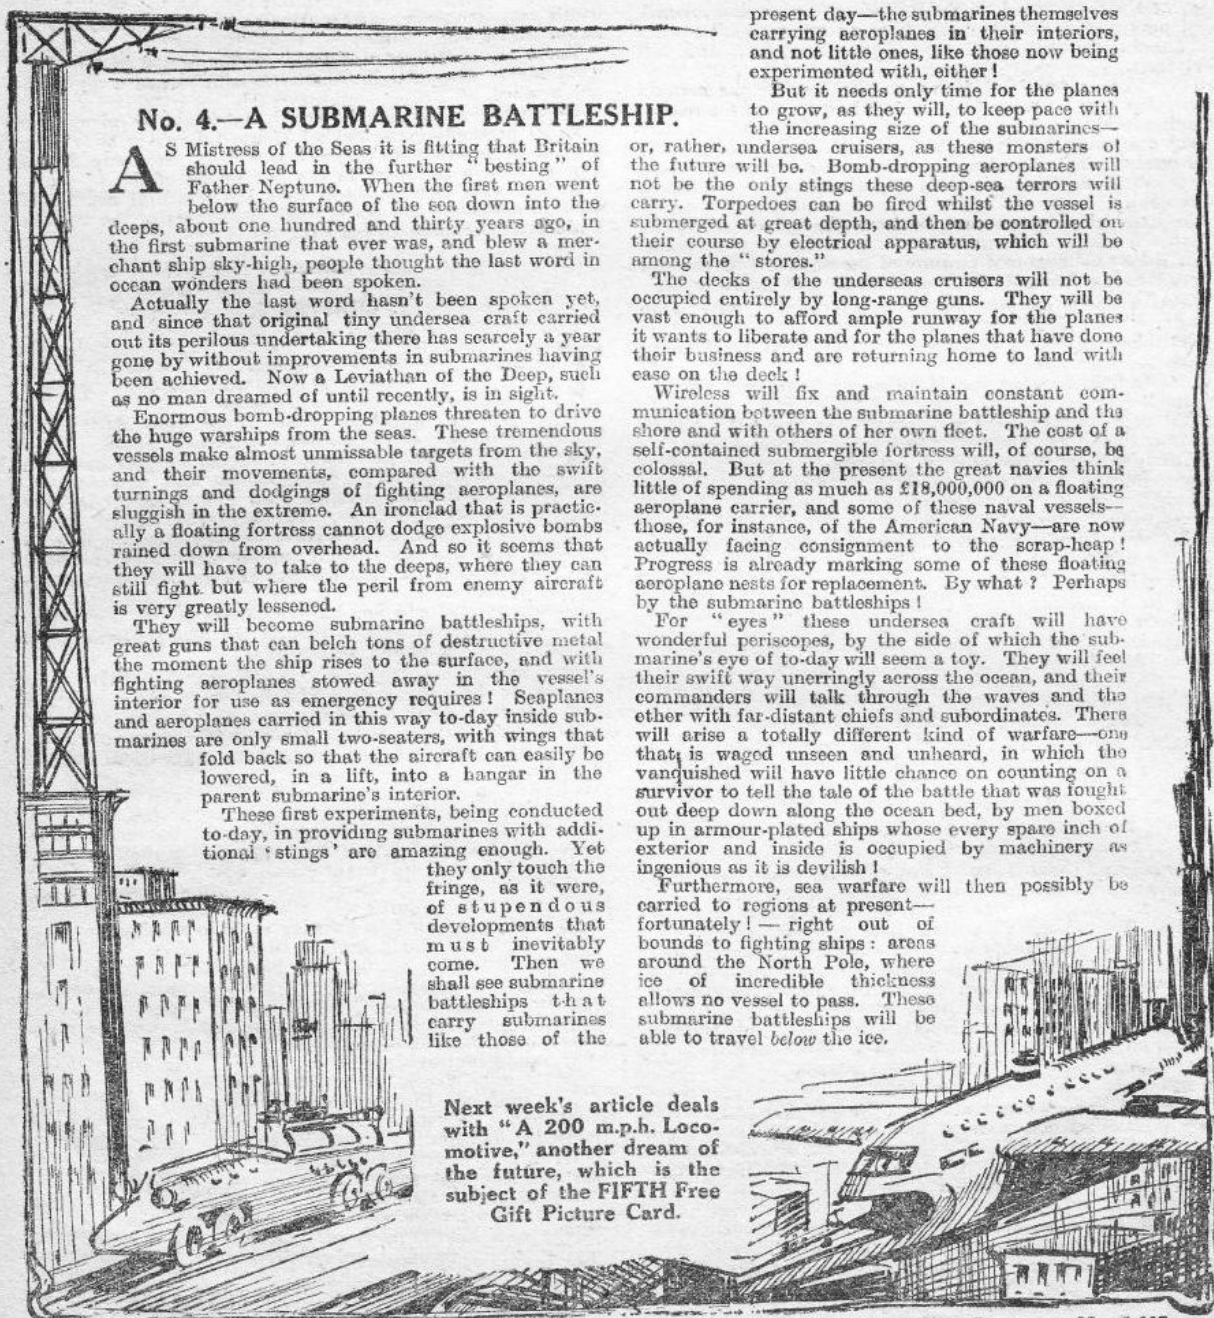 No. 4.—A SUBMARINE BATTLESHIP.
AS Mistress of the Seas it is fitting that Britain
should lead in the further "besting" of
Father Neptune. When the first men went
below the surface of the sea down into the
deeps, about one hundred and thirty years ago, in
the first submarine that ever was, and blew a mer-
chant ship sky-high, people thought the last word in
ocean wonders had been spoken.
Actually the last word hasn't been spoken yet,
and since that original tiny undersea craft carried
out its perilous undertaking there has scarcely a year
gone by without improvements in submarines having
been achieved. Now a Leviathan of the Deep, such
as no man dreamed of until recently, is in sight.
Enormous bomb-dropping planes threaten to drive
the huge warships from the seas. These tremendous
vessels make almost unmissable targets from the sky,
and their movements, compared with the swift
turnings and dodgings of fighting aeroplanes, are
sluggish in the extreme. An ironclad that is practic-
ally a floating fortress cannot dodge explosive bombs
rained down from overhead. And so it seems that
they will have to take to the deeps, where they can
still fight but where the peril from enemy aircraft
is very greatly lessened.
They will become submarine battleships, with
great guns that can belch tons of destructive metal
the moment the ship rises to the surface, and with
fighting aeroplanes stowed away in the vessel's
interior for use as emergency requires! Seaplanes
and aeroplanes carried in this way to-day inside sub-
marines are only small two-seaters, with wings that
fold back so that the aircraft can easily be
lowered, in a lift, into a hangar in the
parent submarine's interior.
These first experiments, being conducted
to-day, in providing submarines with addi-
tional 'stings' are amazing enough. Yet
they only touch the
fringe, as it were,
of stupendous
developments that
must inevitably
come. Then we
shall see submarine
battleships that
carry submarines
like those of the
present day—the submarines themselves
carrying aeroplanes in their interiors,
and not little ones, like those now being
experimented with, either!
But it needs only time for the planes
to grow, as they will, to keep pace with
the increasing size of the submarines—
or, rather, undersea cruisers, as these monsters of
the future will be. Bomb-dropping aeroplanes will
not be the only stings these deep-sea terrors will
carry. Torpedoes can be fired whilst the vessel is
submerged at great depth, and then be controlled on
their course by electrical apparatus, which will be
among the "stores."
The decks of the underseas cruisers will not be
occupied entirely by long-range guns. They will be
vast enough to afford ample runway for the planes
it wants to liberate and for the planes that have done
their business and are returning home to land with
ease on the deck!
Wireless will fix and maintain constant com-
munication between the submarine battleship and the
shore and with others of her own fleet. The cost of a
self-contained submergible fortress will, of course, be
colossal. But at the present the great navies think
little of spending as much as £18,000,000 on a floating
aeroplane carrier, and some of these naval vessels—
those, for instance, of the American Navy—are now
actually facing consignment to the scrap-heap!
Progress is already marking some of these floating
aeroplane nests for replacement. By what? Perhaps
by the submarine battleships!
For "eyes" these undersea craft will have
wonderful periscopes, by the side of which the sub-
marine's eye of to-day will seem a toy. They will feel
their swift way unerringly across the ocean, and their
commanders will talk through the waves and the
ether with far-distant chiefs and subordinates. There
will arise a totally different kind of warfare—one
that is waged unseen and unheard, in which the
vanquished will have little chance on counting on a
survivor to tell the tale of the battle that was fought
out deep down along the ocean bed, by men boxed
up in armour-plated ships whose every spare inch of
exterior and inside is occupied by machinery as
ingenious as it is devilish!
Furthermore, sea warfare will then possibly be
carried to regions at present—
fortunately!—right out of
bounds to fighting ships: areas
around the North Pole, where
ice of incredible thickness
allows no vessel to pass. These
submarine battleships will be
able to travel below the ice.
Next week's article deals
with "A 200 m.p.h. Loco-
motive," another dream of
the future, which is the
subject of the FIFTH Free
Gift Picture Card.